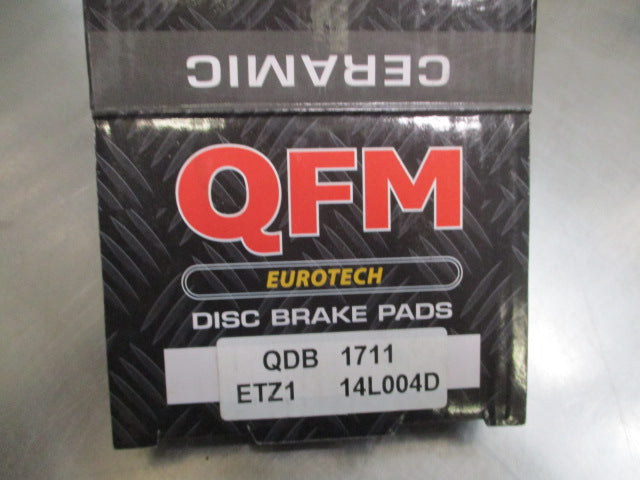 CERAMIC
QFM
EUROTECH
DISC BRAKE PADS
QDB 1711
ETZ1 14L004D